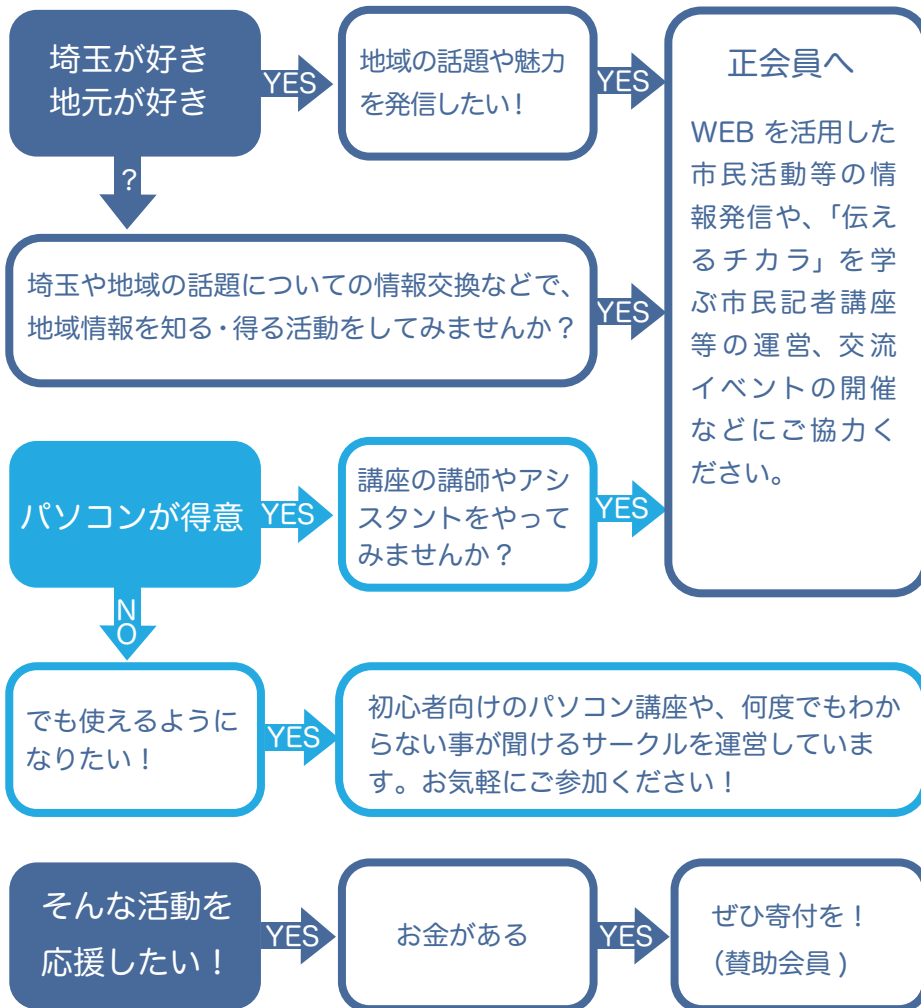 埼玉が好き
地元が好き
YES
地域の話題や魅力
を発信したい！
YES
正会員へ
WEB を活用した
市民活動等の情
報発信や、「伝え
るチカラ」を学
ぶ市民記者講座
等の運営、交流
イベントの開催
などにご協力く
ださい。
?
埼玉や地域の話題についての情報交換などで、
地域情報を知る・得る活動をしてみませんか？
YES
パソコンが得意
YES
講座の講師やアシ
スタントをやって
みませんか？
YES
NO
でも使えるように
なりたい！
YES
初心者向けのパソコン講座や、何度でもわか
らない事が聞けるサークルを運営していま
す。お気軽にご参加ください！
そんな活動を
応援したい！
YES
お金がある
YES
ぜひ寄付を！
(賛助会員 )